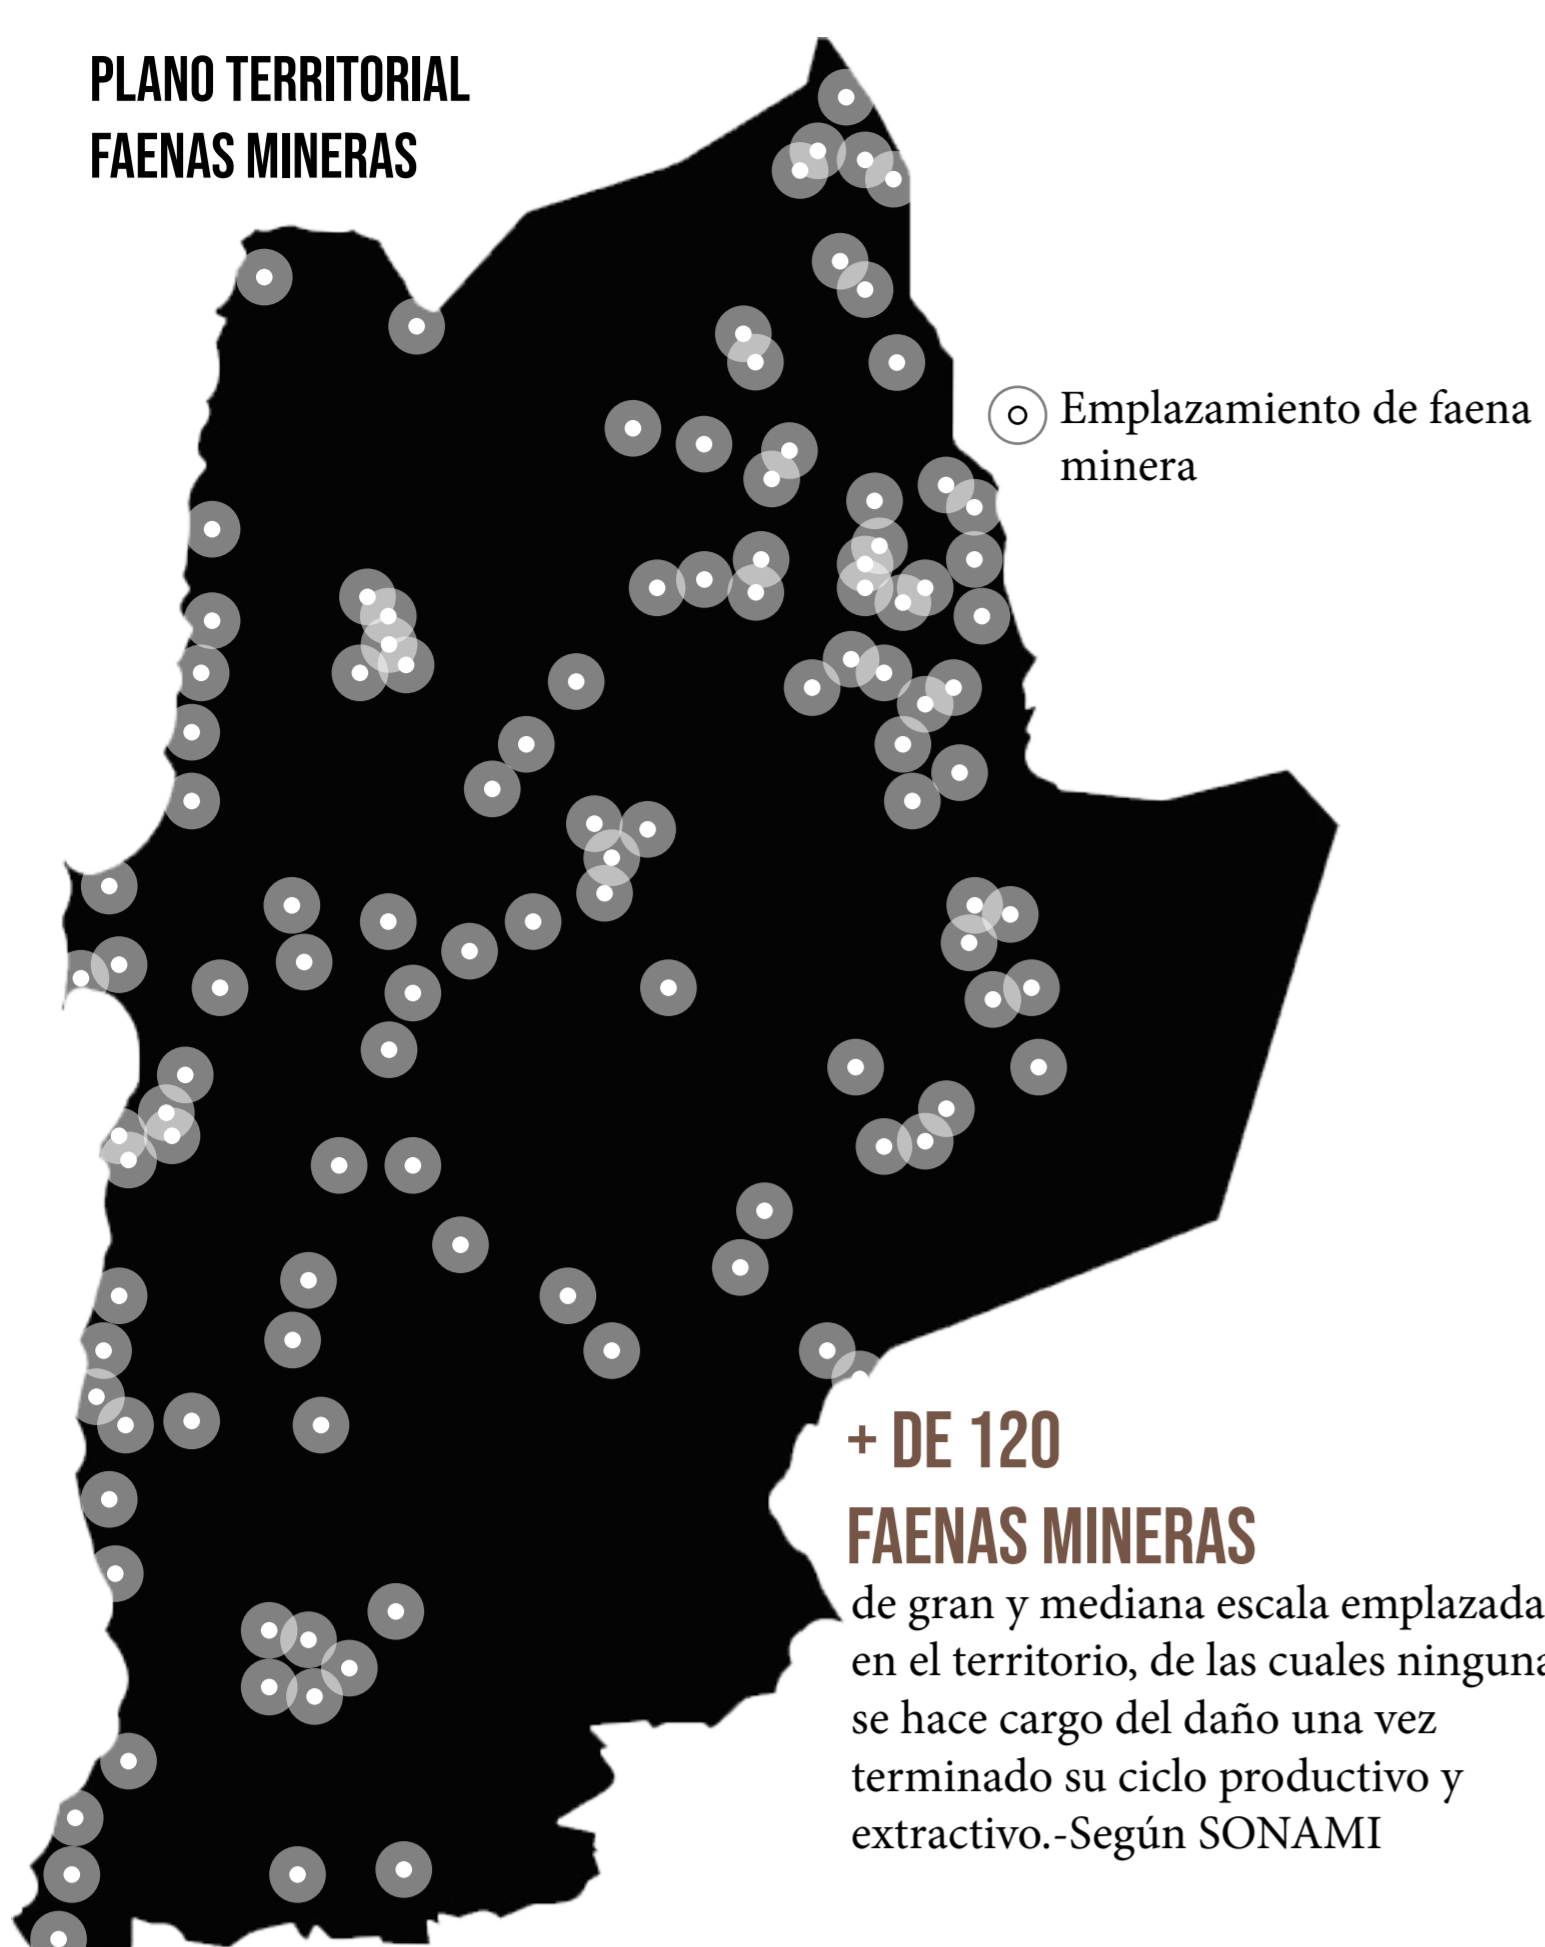 PLANO TERRITORIAL
FAENAS MINERAS
Emplazamiento de faena
minera
+ DE 120
FAENAS MINERAS
de gran y mediana escala emplazada
en el territorio, de las cuales ninguna
se hace cargo del daño una vez
terminado su ciclo productivo y
extractivo.-Según SONAMI